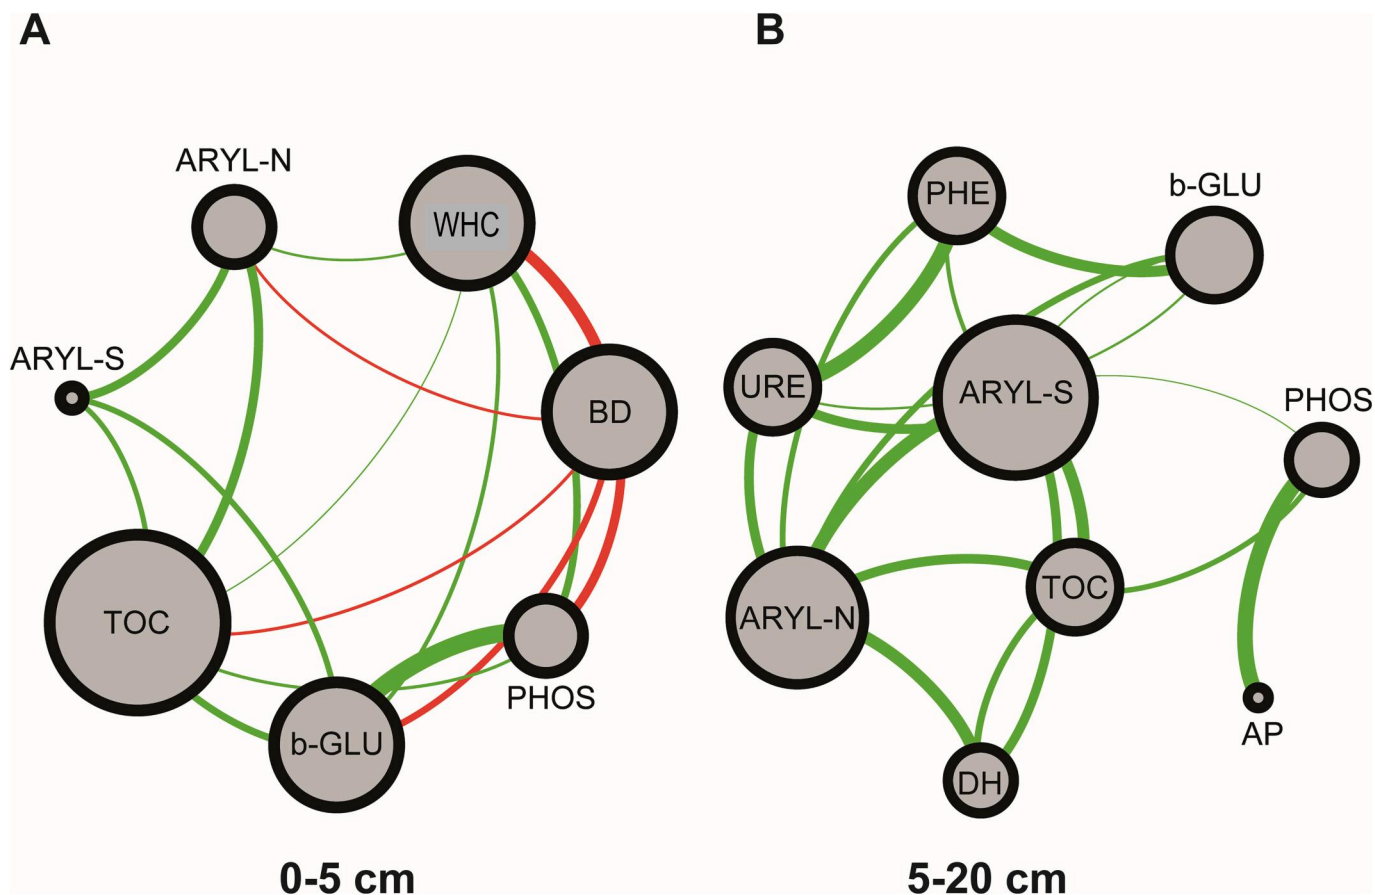 A
B
ARYL-N
WHC
ARYL-S
BD
TOC
PHOS
b-GLU
0-5 cm
PHE
b-GLU
URE
ARYL-S
PHOS
TOC
ARYL-N
AP
DH
5-20 cm